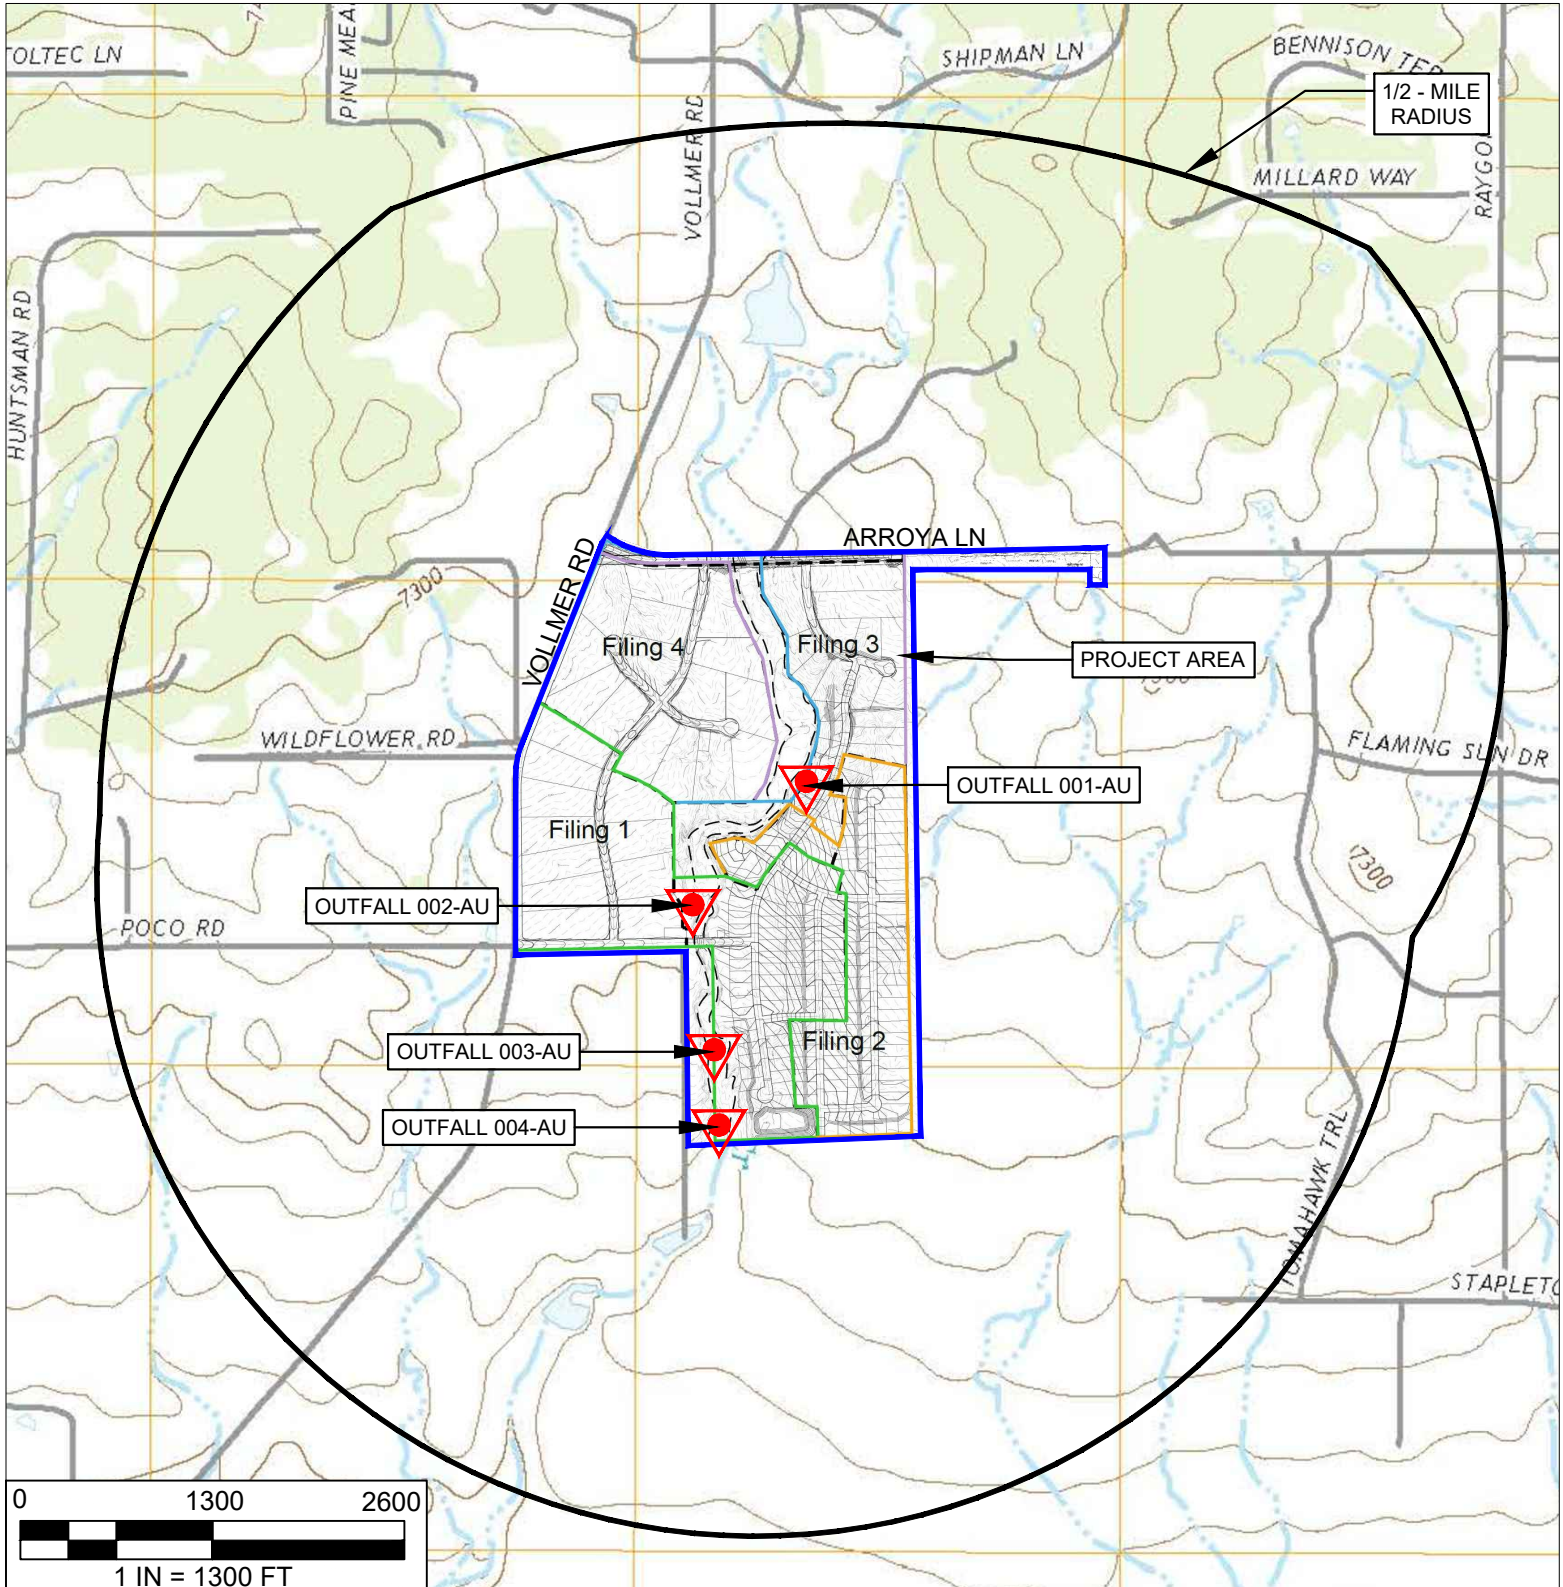 OLTEC LN
PINE MEA
VOLLMER RD
SHIPMAN LN
BENNISON TER
1/2 - MILE
RADIUS
MILLARD WAY
RAYGO
HUNTSMAN RD
ARROYA LN
VOLLMER RD
7300
Filing 4
Filing 3
PROJECT AREA
WILDFLOWER RD
FLAMING SUN DR
OUTFALL 001-AU
Filing 1
7300
OUTFALL 002-AU
POCO RD
Filing 2
OUTFALL 003-AU
OUTFALL 004-AU
TOMAHAWK TRL
STAPLETO
0 1300 2600
1 IN = 1300 FT